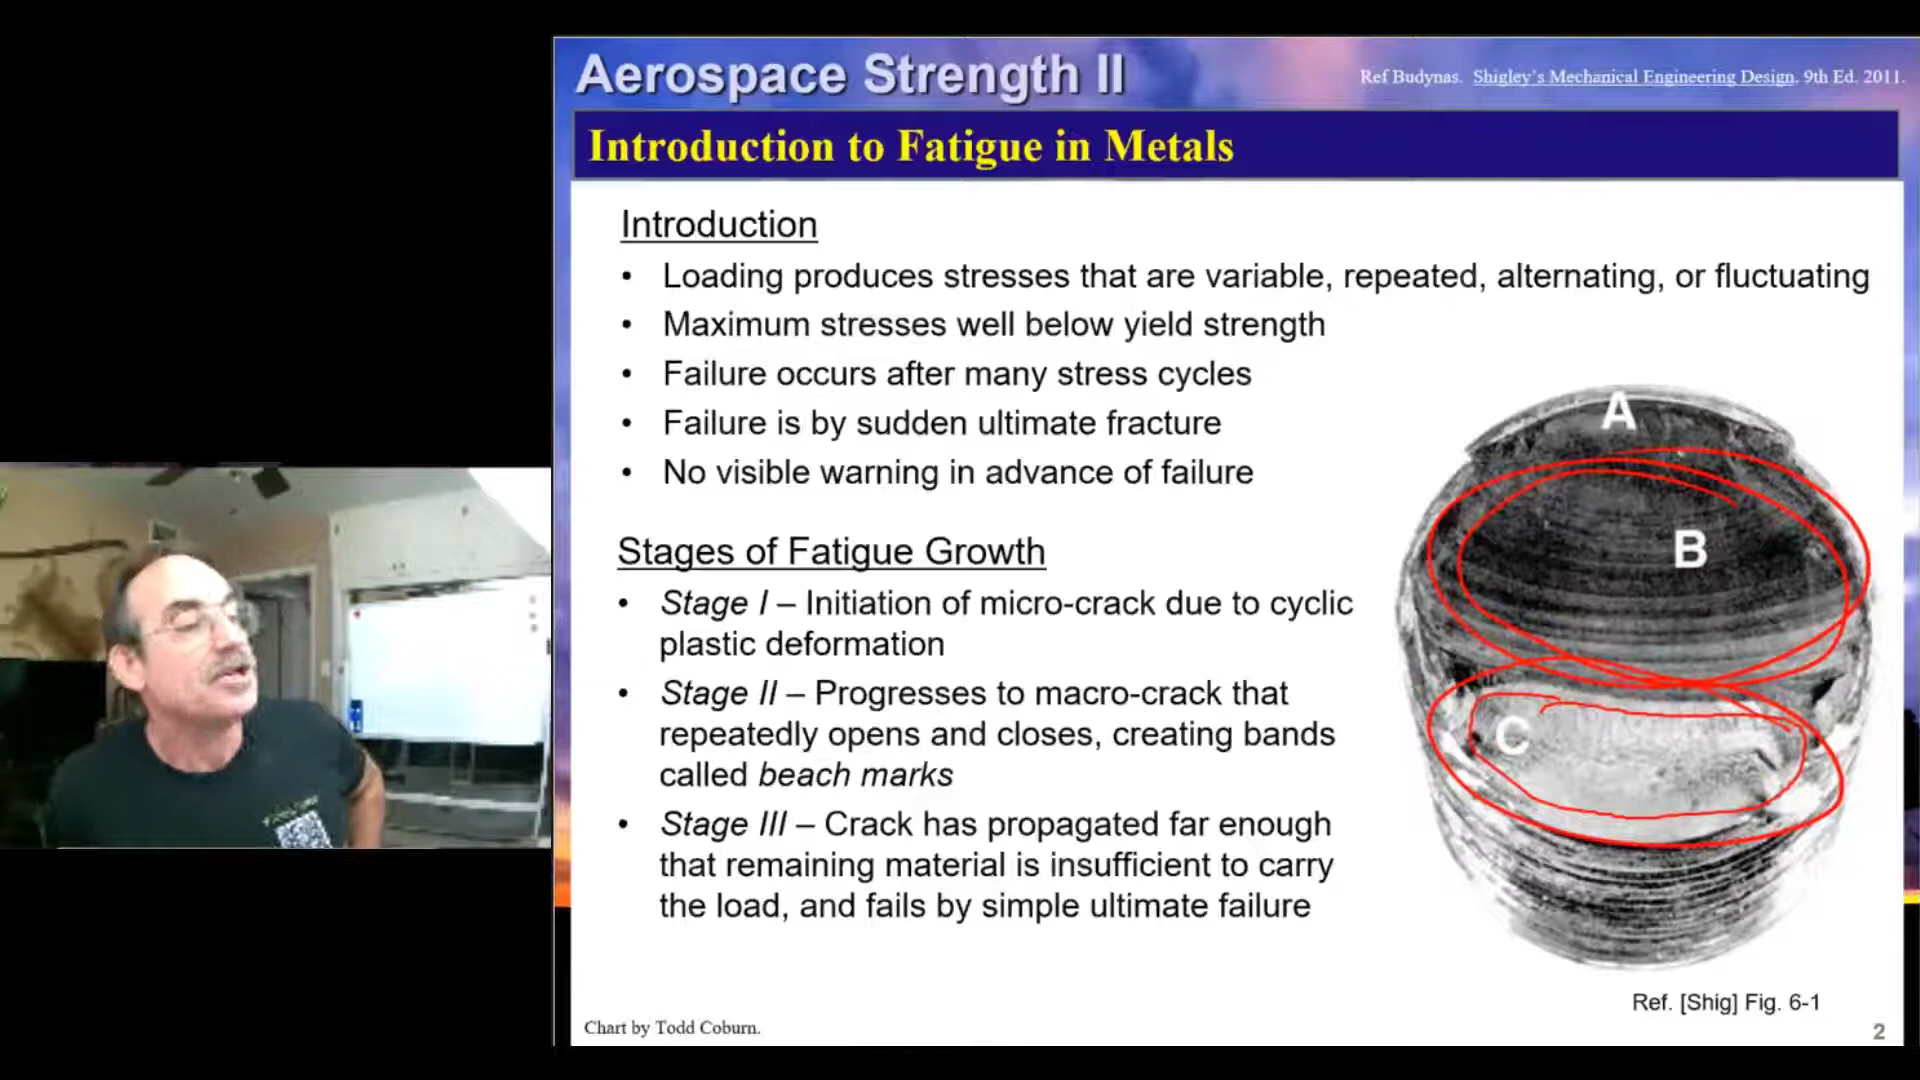 Aerospace Strength II
Ref Budynas. Shigley's Mechanical Engineering Design, 9th Ed. 2011.
Introduction to Fatigue in Metals
Introduction
• Loading produces stresses that are variable, repeated, alternating, or fluctuating
• Maximum stresses well below yield strength
• Failure occurs after many stress cycles
• Failure is by sudden ultimate fracture
• No visible warning in advance of failure
Stages of Fatigue Growth
• Stage I – Initiation of micro-crack due to cyclic
plastic deformation
• Stage II – Progresses to macro-crack that
repeatedly opens and closes, creating bands
called beach marks
• Stage III – Crack has propagated far enough
that remaining material is insufficient to carry
the load, and fails by simple ultimate failure
A
B
C
Ref. [Shig] Fig. 6-1
Chart by Todd Coburn.
2